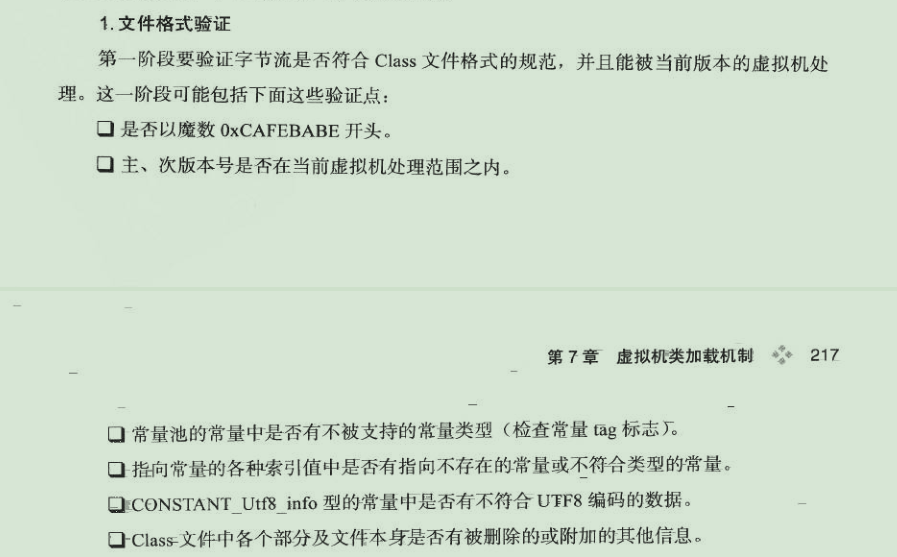 1.文件格式验证
第一阶段要验证字节流是否符合 Class 文件格式的规范，并且能被当前版本的虚拟机处
理。这一阶段可能包括下面这些验证点：
❑ 是否以魔数 0xCAFEBABE 开头。
❑ 主、次版本号是否在当前虚拟机处理范围之内。
第 7 章 虚拟机类加载机制 217
❑ 常量池的常量中是否有不被支持的常量类型（检查常量 tag 标志）。
❑ 指向常量的各种索引值中是否有指向不存在的常量或不符合类型的常量。
❑ CONSTANT_Utf8_info 型的常量中是否有不符合 UTF8 编码的数据。
❑ Class 文件中各个部分及文件本身是否有被删除的或附加的其他信息。